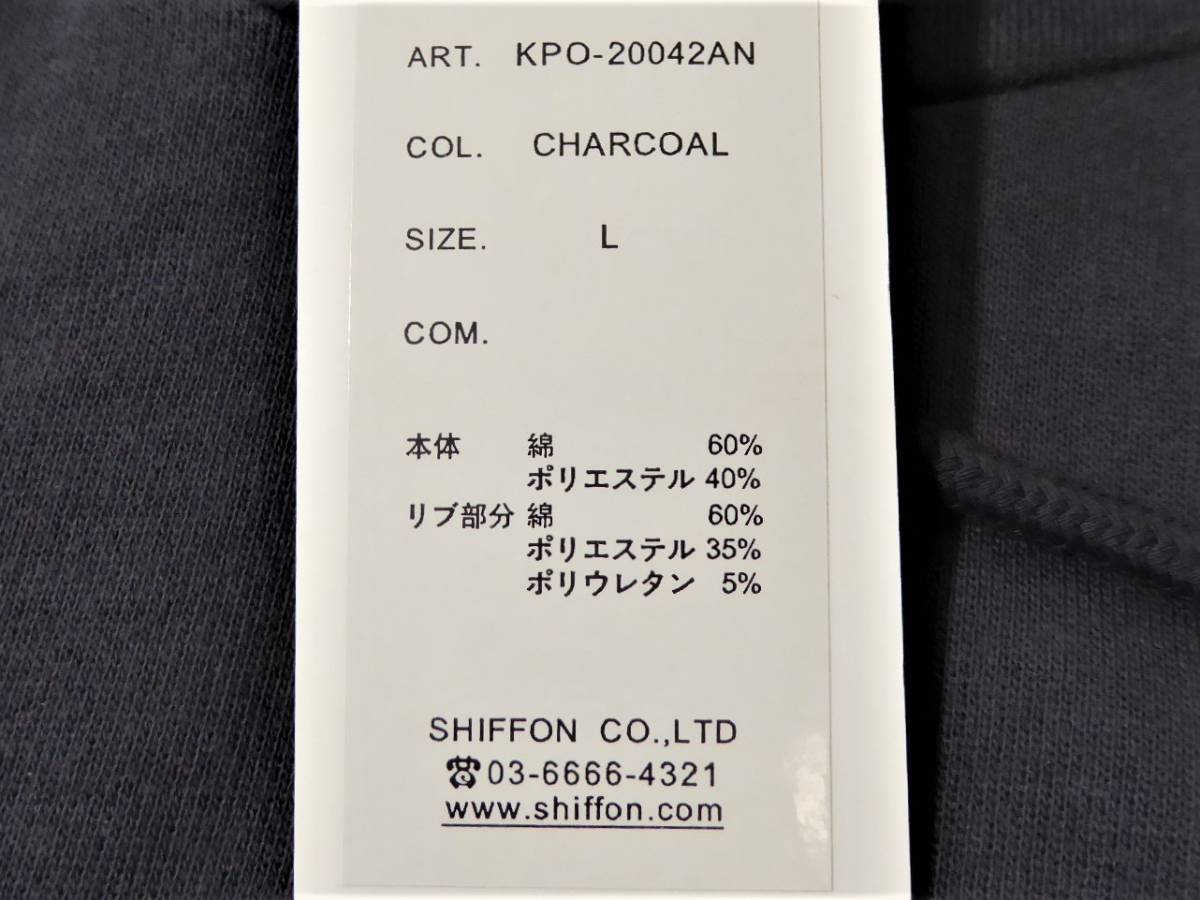 ART. KPO-20042AN
COL. CHARCOAL
SIZE. L
COM.
本体 綿 60%
ポリエステル 40%
リブ部分 綿 60%
ポリエステル 35%
ポリウレタン 5%
SHIFFON CO.,LTD
☎03-6666-4321
www.shiffon.com